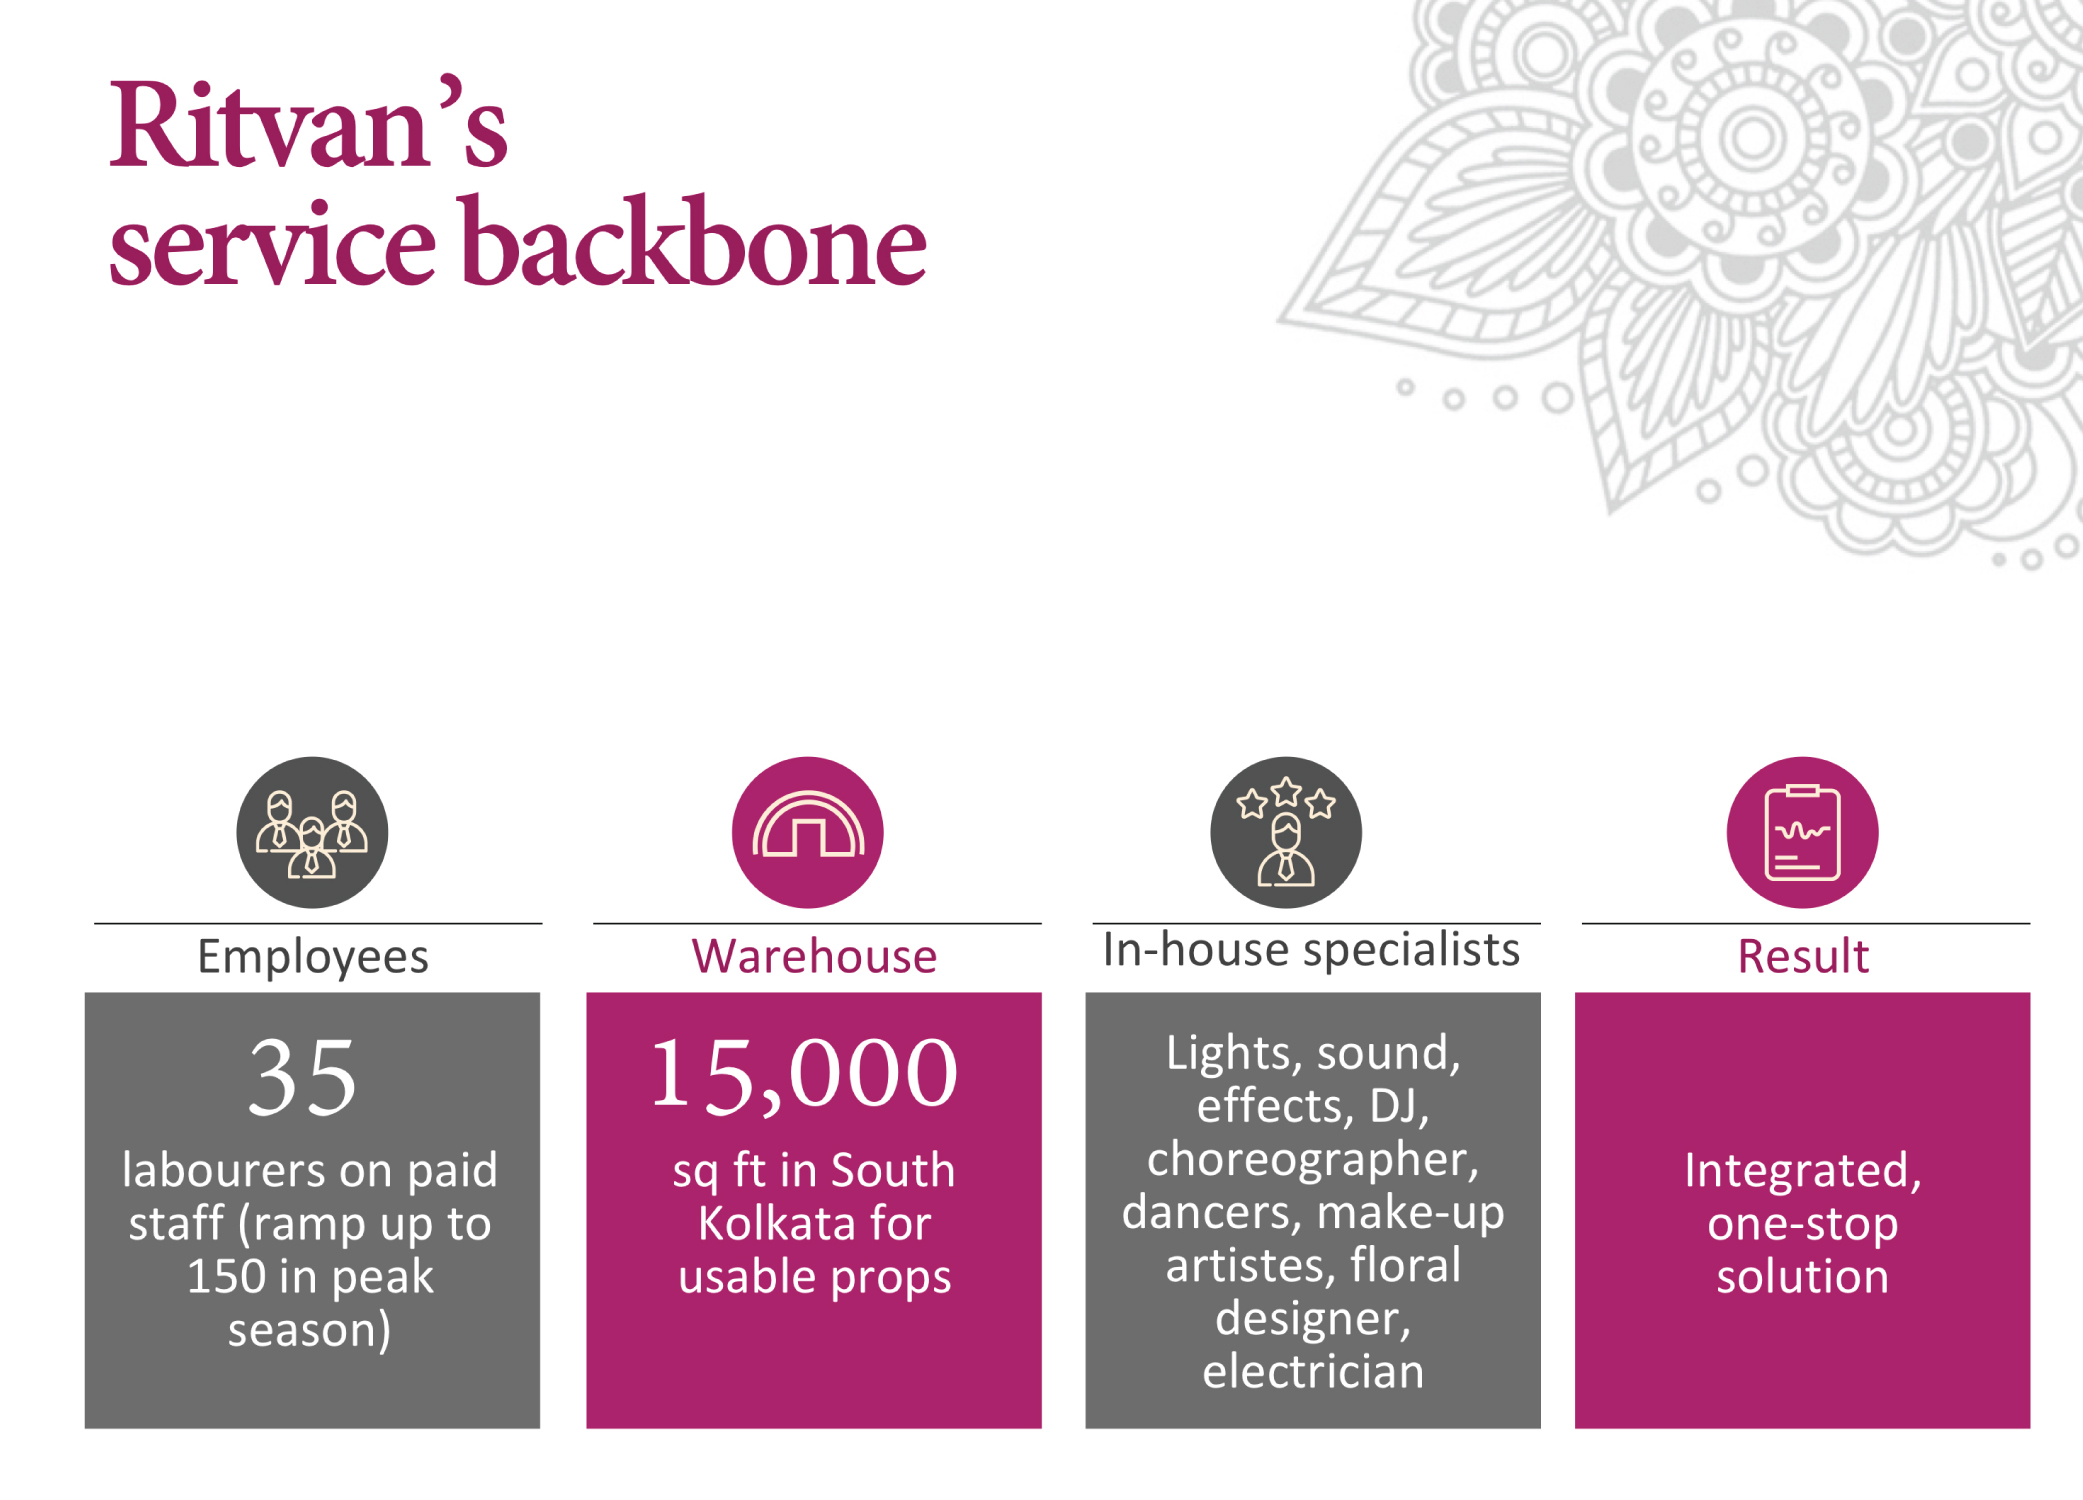 Ritvan’s
service backbone
Employees
35
labourers on paid
staff (ramp up to
150 in peak
season)
Warehouse
15,000
sq ft in South
Kolkata for
usable props
In-house specialists
Lights, sound,
effects, DJ,
choreographer,
dancers, make-up
artistes, floral
designer,
electrician
Result
Integrated,
one-stop
solution